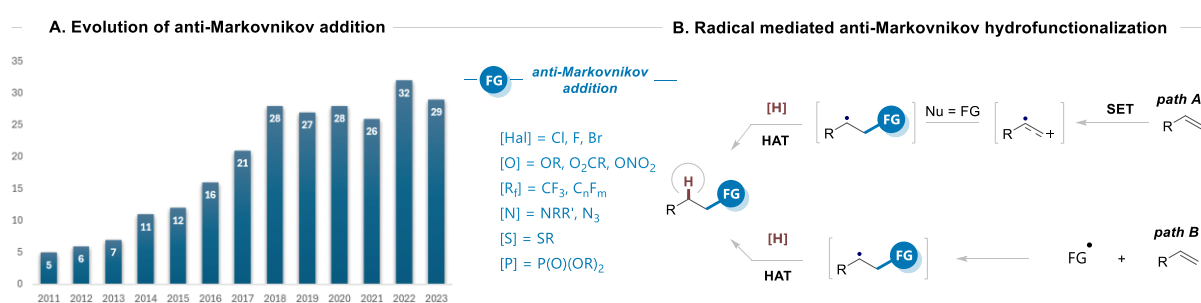 A. Evolution of anti-Markovnikov addition
35
30
25
20
15
10
5
0
5
6
7
11
12
16
21
28
27
28
26
32
29
2011 2012 2013 2014 2015 2016 2017 2018 2019 2020 2021 2022 2023
FG
anti-Markovnikov
addition
[Hal] = Cl, F, Br
[O] = OR, O₂CR, ONO₂
[R_f] = CF₃, CₙFₘ
[N] = NRR', N₃
[S] = SR
[P] = P(O)(OR)₂
B. Radical mediated anti-Markovnikov hydrofunctionalization
path A
R
SET
+
R
Nu = FG
FG
R
[H]
HAT
H
FG
R
path B
R
+
FG•
FG
R
[H]
HAT